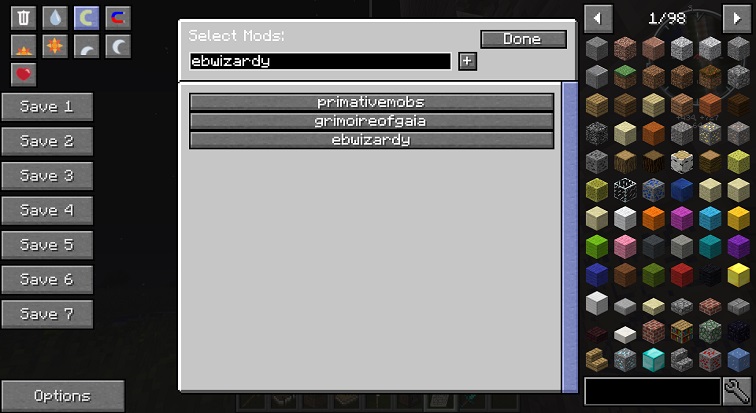 Select Mods:
Done
ebwizardy
+
primativemobs
grimoireofgaia
ebwizardy
Save 1
Save 2
Save 3
Save 4
Save 5
Save 6
Save 7
Options
1/98